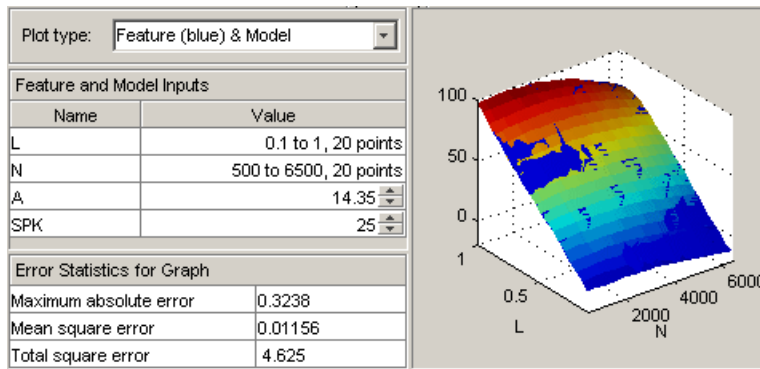 Plot type: Feature (blue) & Model
Feature and Model Inputs
Name Value
L 0.1 to 1, 20 points
N 500 to 6500, 20 points
A 14.35
SPK 25
Error Statistics for Graph
Maximum absolute error 0.3238
Mean square error 0.01156
Total square error 4.625
100
50
0
1
0.5
L
2000
4000
6000
N